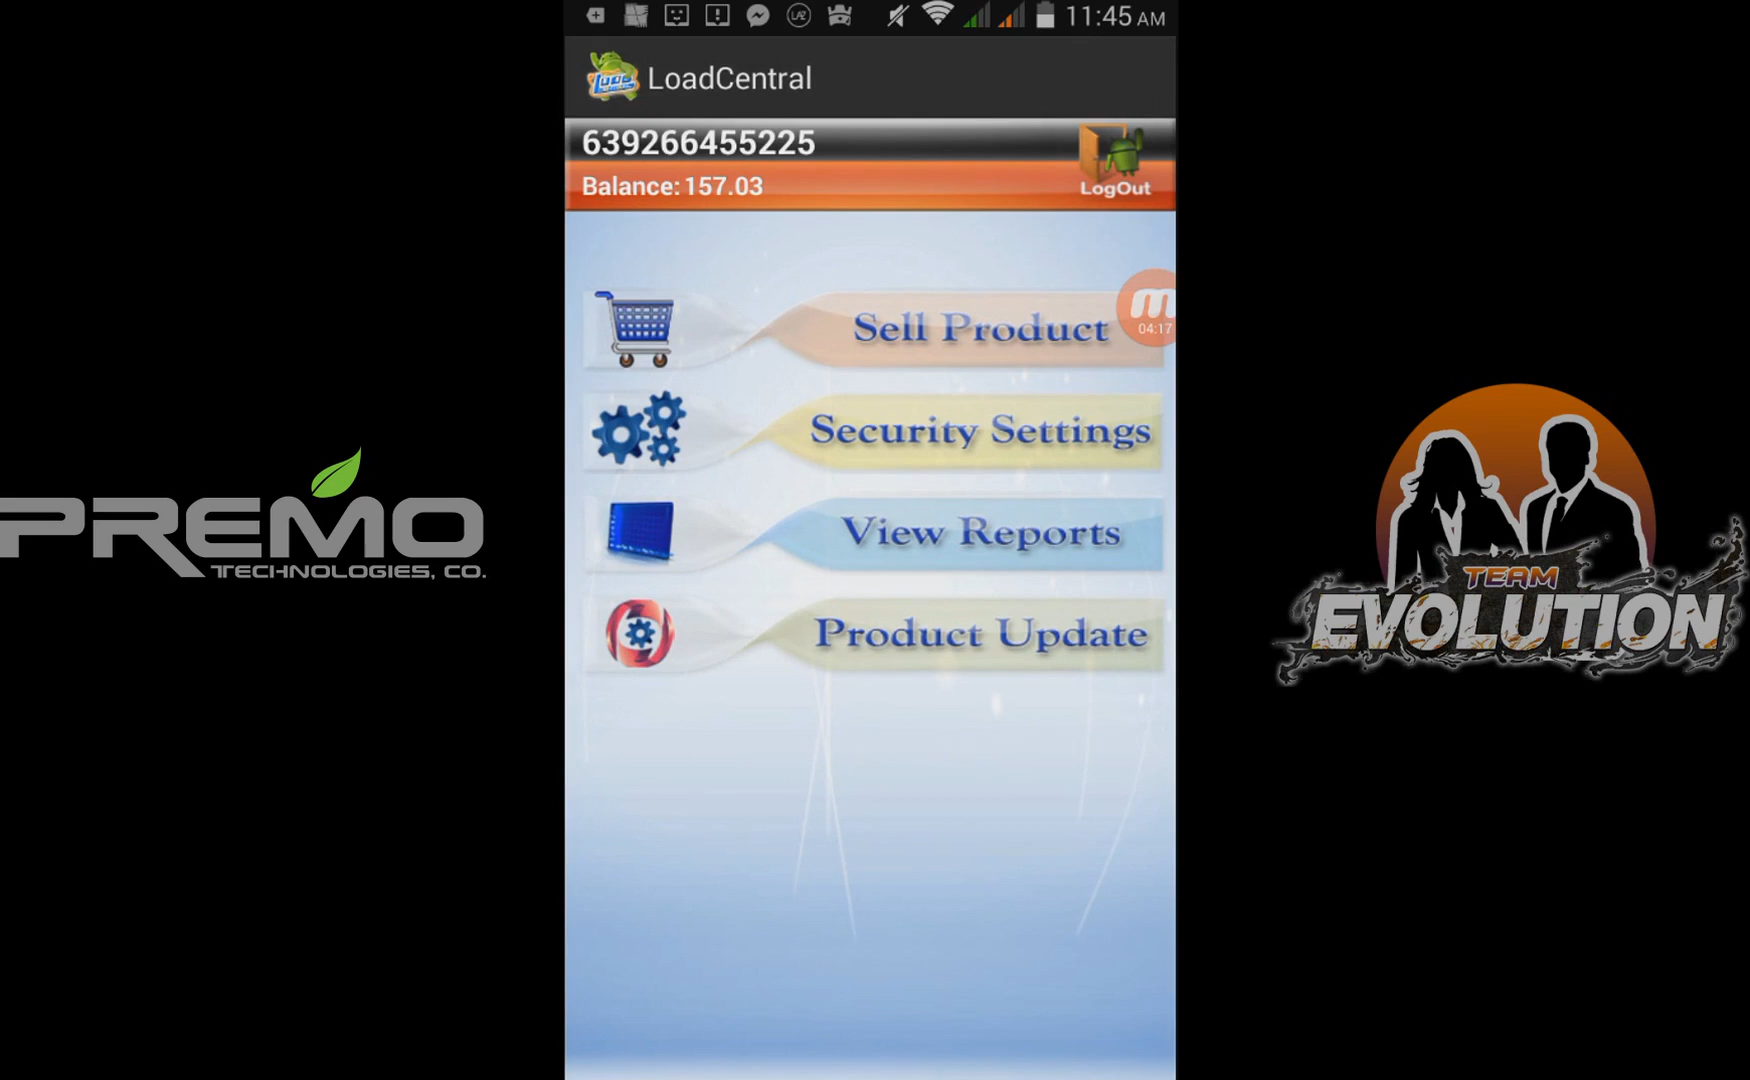 11:45 AM
LoadCentral
639266455225
Balance: 157.03
LogOut
Sell Product
04:17
Security Settings
View Reports
Product Update
PREMO
TECHNOLOGIES, CO.
TEAM
EVOLUTION